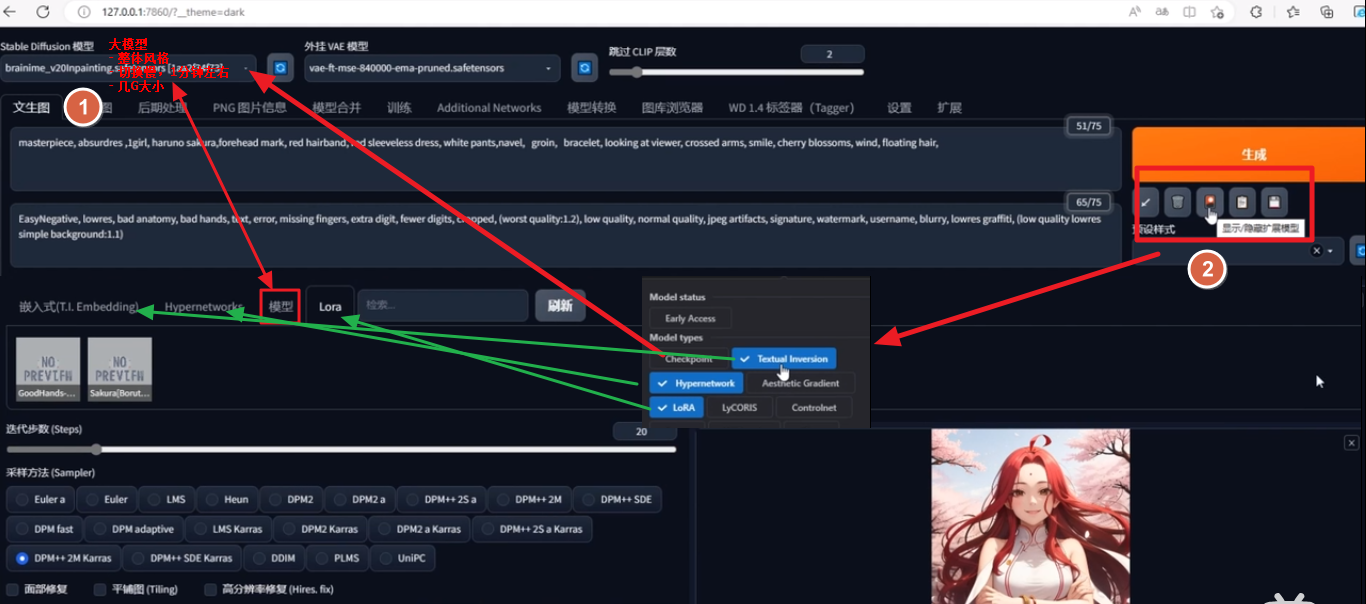 127.0.0.1:7860/?__theme=dark
Stable Diffusion 模型
大模型
- 整体风格
外挂 VAE 模型
跳过 CLIP 层数
2
brainime_v20Inpainting.
- 切换慢，1分钟左右
vae-ft-mse-840000-ema-pruned.safetensors
- 几G大小
文生图
1
图
后期处理
PNG 图片信息
模型合并
训练
Additional Networks
模型转换
图库浏览器
WD 1.4 标签器 (Tagger)
设置
扩展
51/75
masterpiece, absurdres ,1girl, haruno sakura,forehead mark, red hairband, red sleeveless dress, white pants,navel, groin, bracelet, looking at viewer, crossed arms, smile, cherry blossoms, wind, floating hair,
生成
65/75
EasyNegative, lowres, bad anatomy, bad hands, text, error, missing fingers, extra digit, fewer digits, cropped, (worst quality:1.2), low quality, normal quality, jpeg artifacts, signature, watermark, username, blurry, lowres graffiti, (low quality lowres
simple background:1.1)
显示/隐藏扩展模型
预设样式
2
嵌入式(T.I. Embedding)
Hypernetworks
模型
Lora
检索...
刷新
Model status
Early Access
Model types
Checkpoint
Textual Inversion
Hypernetwork
Aesthetic Gradient
LoRA
LyCORIS
Controlnet
NO
PREVIEW
GoodHands-...
NO
PREVIEW
Sakura[Borut...
迭代步数 (Steps)
20
采样方法 (Sampler)
Euler a
Euler
LMS
Heun
DPM2
DPM2 a
DPM++ 2S a
DPM++ 2M
DPM++ SDE
DPM fast
DPM adaptive
LMS Karras
DPM2 Karras
DPM2 a Karras
DPM++ 2S a Karras
DPM++ 2M Karras
DPM++ SDE Karras
DDIM
PLMS
UniPC
面部修复
平铺图 (Tiling)
高分辨率修复 (Hires. fix)